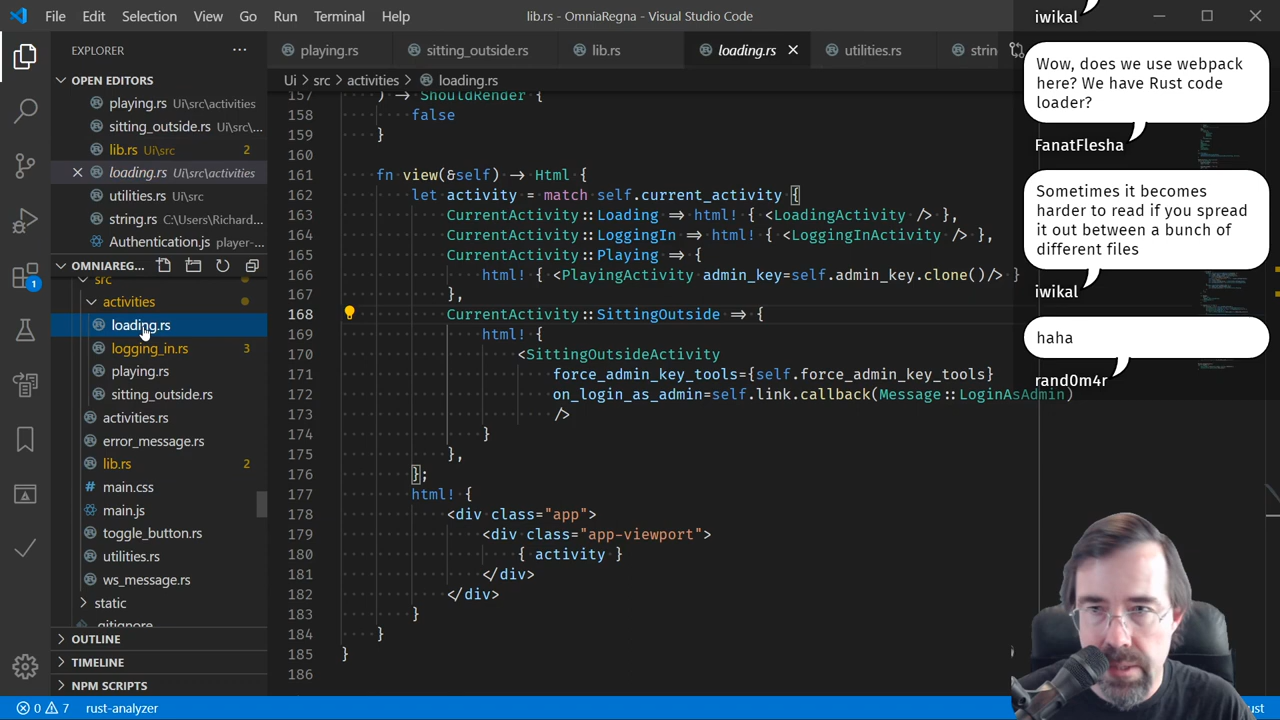 File Edit Selection View Go Run Terminal Help
lib.rs - OmniaRegna - Visual Studio Code
EXPLORER
OPEN EDITORS
playing.rs Ui\src\activities
sitting_outside.rs Ui\src\...
lib.rs Ui\src 2
loading.rs Ui\src\activities
utilities.rs Ui\src
string.rs C:\Users\Richard...
Authentication.js player-...
OMNIAREG...
src
activities
loading.rs
logging_in.rs 3
playing.rs
sitting_outside.rs
activities.rs
error_message.rs
lib.rs 2
main.css
main.js
toggle_button.rs
utilities.rs
ws_message.rs
static
.gitignore
OUTLINE
TIMELINE
NPM SCRIPTS
1
playing.rs sitting_outside.rs lib.rs loading.rs utilities.rs strin
Ui src activities loading.rs
157 ) → ShouldRender {
158 false
159 }
160
161 fn view(&self) → Html {
162 let activity = match self.current_activity {
163 CurrentActivity::Loading ⇒ html! { <LoadingActivity /> },
164 CurrentActivity::LoggingIn ⇒ html! { <LoggingInActivity /> },
165 CurrentActivity::Playing ⇒ {
166 html! { <PlayingActivity admin_key=self.admin_key.clone()/> }
167 },
168 CurrentActivity::SittingOutside ⇒ {
169 html! {
170 <SittingOutsideActivity
171 force_admin_key_tools={self.force_admin_key_tools}
172 on_login_as_admin=self.link.callback(Message::LoginAsAdmin)
173 />
174 }
175 },
176 };
177 html! {
178 <div class="app">
179 <div class="app-viewport">
180 { activity }
181 </div>
182 </div>
183 }
184 }
185 }
186
iwikal
Wow, does we use webpack
here? We have Rust code
loader?
FanatFlesha
Sometimes it becomes
harder to read if you spread
it out between a bunch of
different files
iwikal
haha
rand0m4r
0 7 rust-analyzer
ust